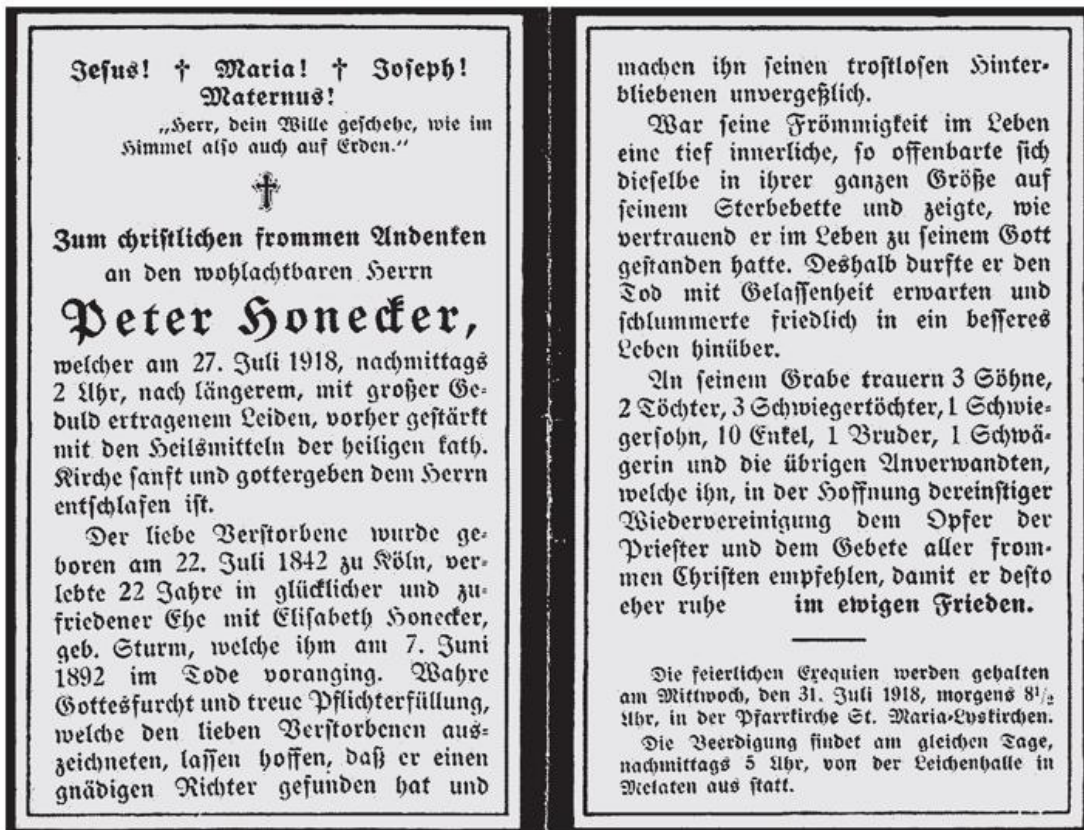 Jesus! † Maria! † Joseph!
Maternus!
„Herr, dein Wille geschehe, wie im
Himmel also auch auf Erden.“
Zum christlichen frommen Andenken
an den wohlachtbaren Herrn
Peter Honecker,
welcher am 27. Juli 1918, nachmittags
2 Uhr, nach längerem, mit großer Ge-
duld ertragenem Leiden, vorher gestärkt
mit den Heilsmitteln der heiligen kath.
Kirche sanft und gottergeben dem Herrn
entschlafen ist.
Der liebe Verstorbene wurde ge-
boren am 22. Juli 1842 zu Köln, ver-
lebte 22 Jahre in glücklicher und zu-
friedener Ehe mit Elisabeth Honecker,
geb. Sturm, welche ihm am 7. Juni
1892 im Tode voranging. Wahre
Gottesfurcht und treue Pflichterfüllung,
welche den lieben Verstorbenen aus-
zeichneten, lassen hoffen, daß er einen
gnädigen Richter gefunden hat und
machen ihn seinen trostlosen Hinter-
bliebenen unvergeßlich.
War seine Frömmigkeit im Leben
eine tief innerliche, so offenbarte sich
dieselbe in ihrer ganzen Größe auf
seinem Sterbebette und zeigte, wie
vertrauend er im Leben zu seinem Gott
gestanden hatte. Deshalb durfte er den
Tod mit Gelassenheit erwarten und
schlummerte friedlich in ein besseres
Leben hinüber.
An seinem Grabe trauern 3 Söhne,
2 Töchter, 3 Schwiegertöchter, 1 Schwie-
gersohn, 10 Enkel, 1 Bruder, 1 Schwä-
gerin und die übrigen Anverwandten,
welche ihn, in der Hoffnung dereinstiger
Wiedervereinigung dem Opfer der
Priester und dem Gebete aller from-
men Christen empfehlen, damit er desto
eher ruhe im ewigen Frieden.
Die feierlichen Exequien werden gehalten
am Mittwoch, den 31. Juli 1918, morgens 8½
Uhr, in der Pfarrkirche St. Maria-Lyskirchen.
Die Beerdigung findet am gleichen Tage,
nachmittags 5 Uhr, von der Leichenhalle in
Melaten aus statt.